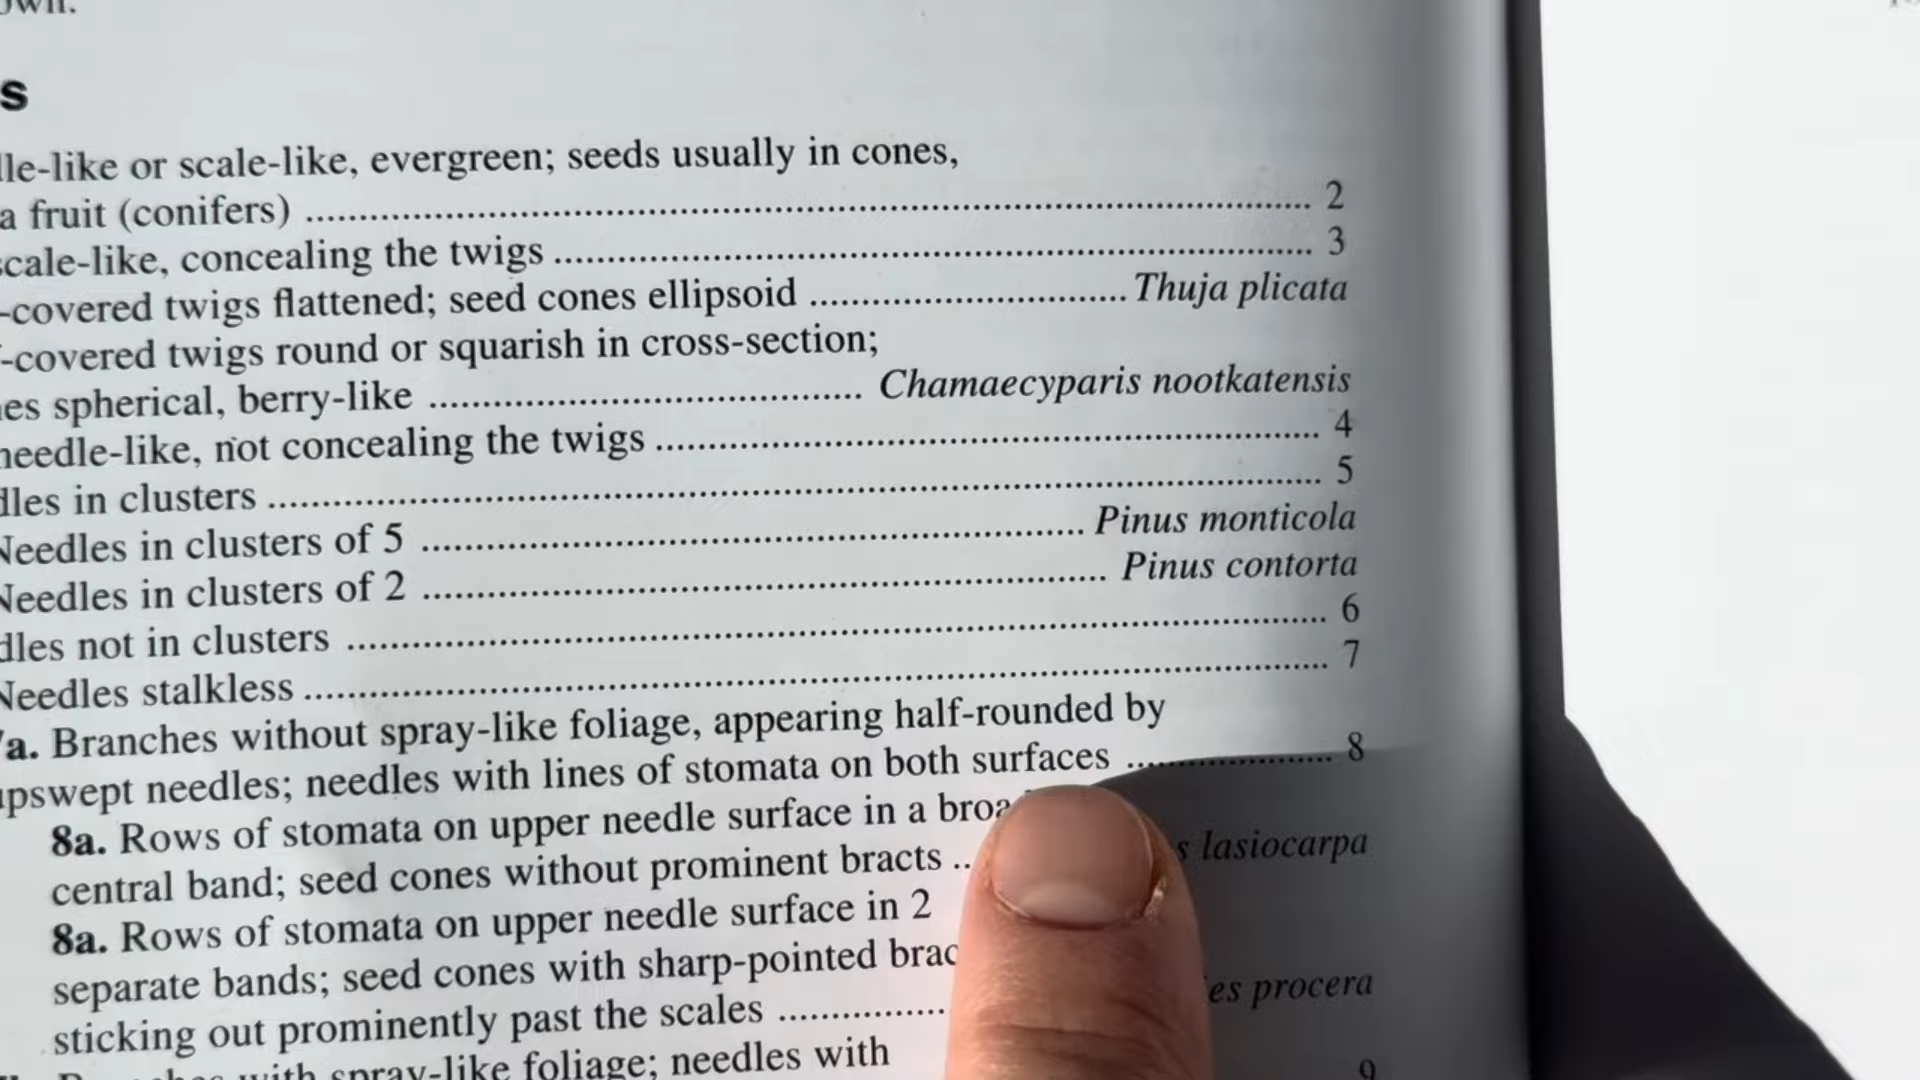 s
lle-like or scale-like, evergreen; seeds usually in cones,
a fruit (conifers) .......... 2
scale-like, concealing the twigs .......... 3
-covered twigs flattened; seed cones ellipsoid .......... Thuja plicata
-covered twigs round or squarish in cross-section;
es spherical, berry-like .......... Chamaecyparis nootkatensis
needle-like, not concealing the twigs .......... 4
lles in clusters .......... 5
Needles in clusters of 5 .......... Pinus monticola
Needles in clusters of 2 .......... Pinus contorta
dles not in clusters .......... 6
Needles stalkless .......... 7
a. Branches without spray-like foliage, appearing half-rounded by
upswept needles; needles with lines of stomata on both surfaces .......... 8
8a. Rows of stomata on upper needle surface in a broa
central band; seed cones without prominent bracts .. s lasiocarpa
8a. Rows of stomata on upper needle surface in 2
separate bands; seed cones with sharp-pointed brac
sticking out prominently past the scales .......... es procera
with spray-like foliage; needles with
9